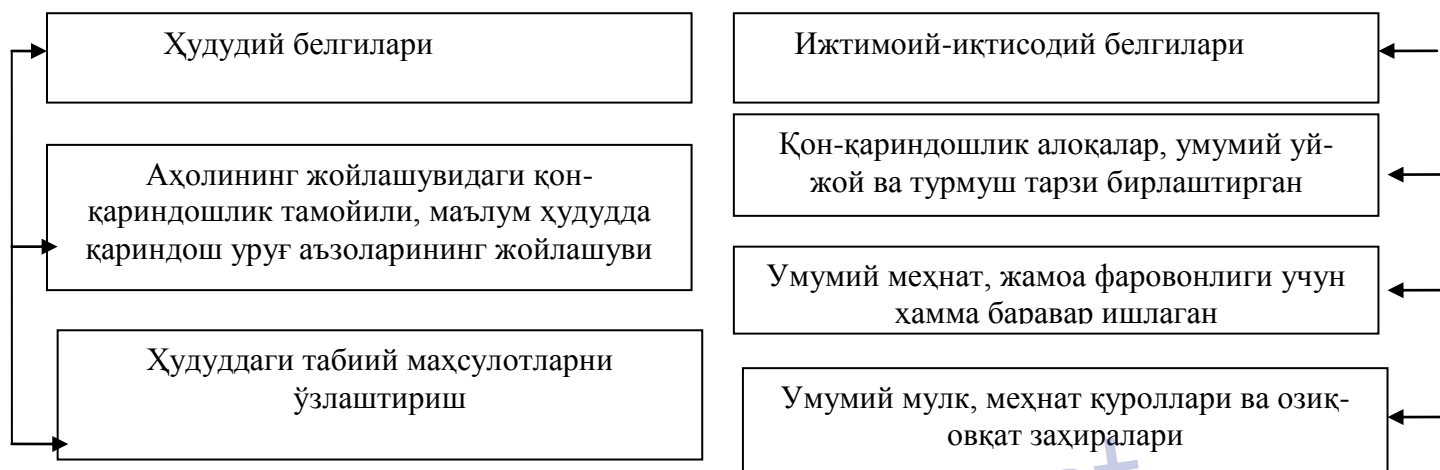 Ҳудудий белгилари
Аҳолининг жойлашувидаги қон-
қариндошлик тамойили, маълум ҳудудда
қариндош уруғ аъзоларининг жойлашуви
Ҳудуддаги табиий маҳсулотларни
ўзлаштириш
Ижтимоий-иқтисодий белгилари
Қон-қариндошлик алоқалар, умумий уй-
жой ва турмуш тарзи бирлаштирган
Умумий меҳнат, жамоа фаровонлиги учун
ҳамма баравар ишлаган
Умумий мулк, меҳнат қуроллари ва озиқ-
овқат заҳиралари